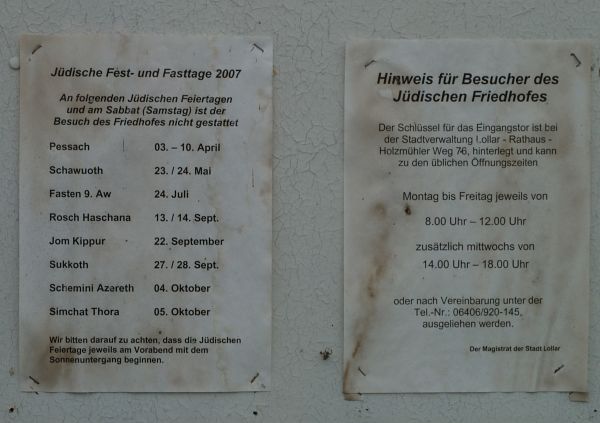 Jüdische Fest- und Fasttage 2007
An folgenden Jüdischen Feiertagen
und am Sabbat (Samstag) ist der
Besuch des Friedhofes nicht gestattet
Pessach 03. – 10. April
Schawuoth 23. / 24. Mai
Fasten 9. Aw 24. Juli
Rosch Haschana 13. / 14. Sept.
Jom Kippur 22. September
Sukkoth 27. / 28. Sept.
Schemini Azereth 04. Oktober
Simchat Thora 05. Oktober
Wir bitten darauf zu achten, dass die Jüdischen
Feiertage jeweils am Vorabend mit dem
Sonnenuntergang beginnen.
Hinweis für Besucher des
Jüdischen Friedhofes
Der Schlüssel für das Eingangstor ist bei
der Stadtverwaltung Lollar - Rathaus -
Holzmühler Weg 76, hinterlegt und kann
zu den üblichen Öffnungszeiten
Montag bis Freitag jeweils von
8.00 Uhr – 12.00 Uhr
zusätzlich mittwochs von
14.00 Uhr – 18.00 Uhr
oder nach Vereinbarung unter der
Tel.-Nr.: 06406/920-145,
ausgeliehen werden.
Der Magistrat der Stadt Lollar